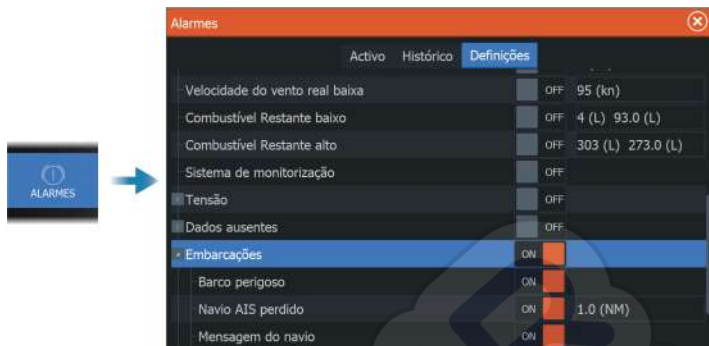 Alarmes
Activo Histórico Definições
Velocidade do vento real baixa OFF 95 (kn)
Combustível Restante baixo OFF 4 (L) 93.0 (L)
Combustível Restante alto OFF 303 (L) 273.0 (L)
Sistema de monitorização OFF
ALARMES
Tensão OFF
Dados ausentes OFF
Embarcações ON
Barco perigoso ON
Navio AIS perdido ON 1.0 (NM)
Mensagem do navio ON